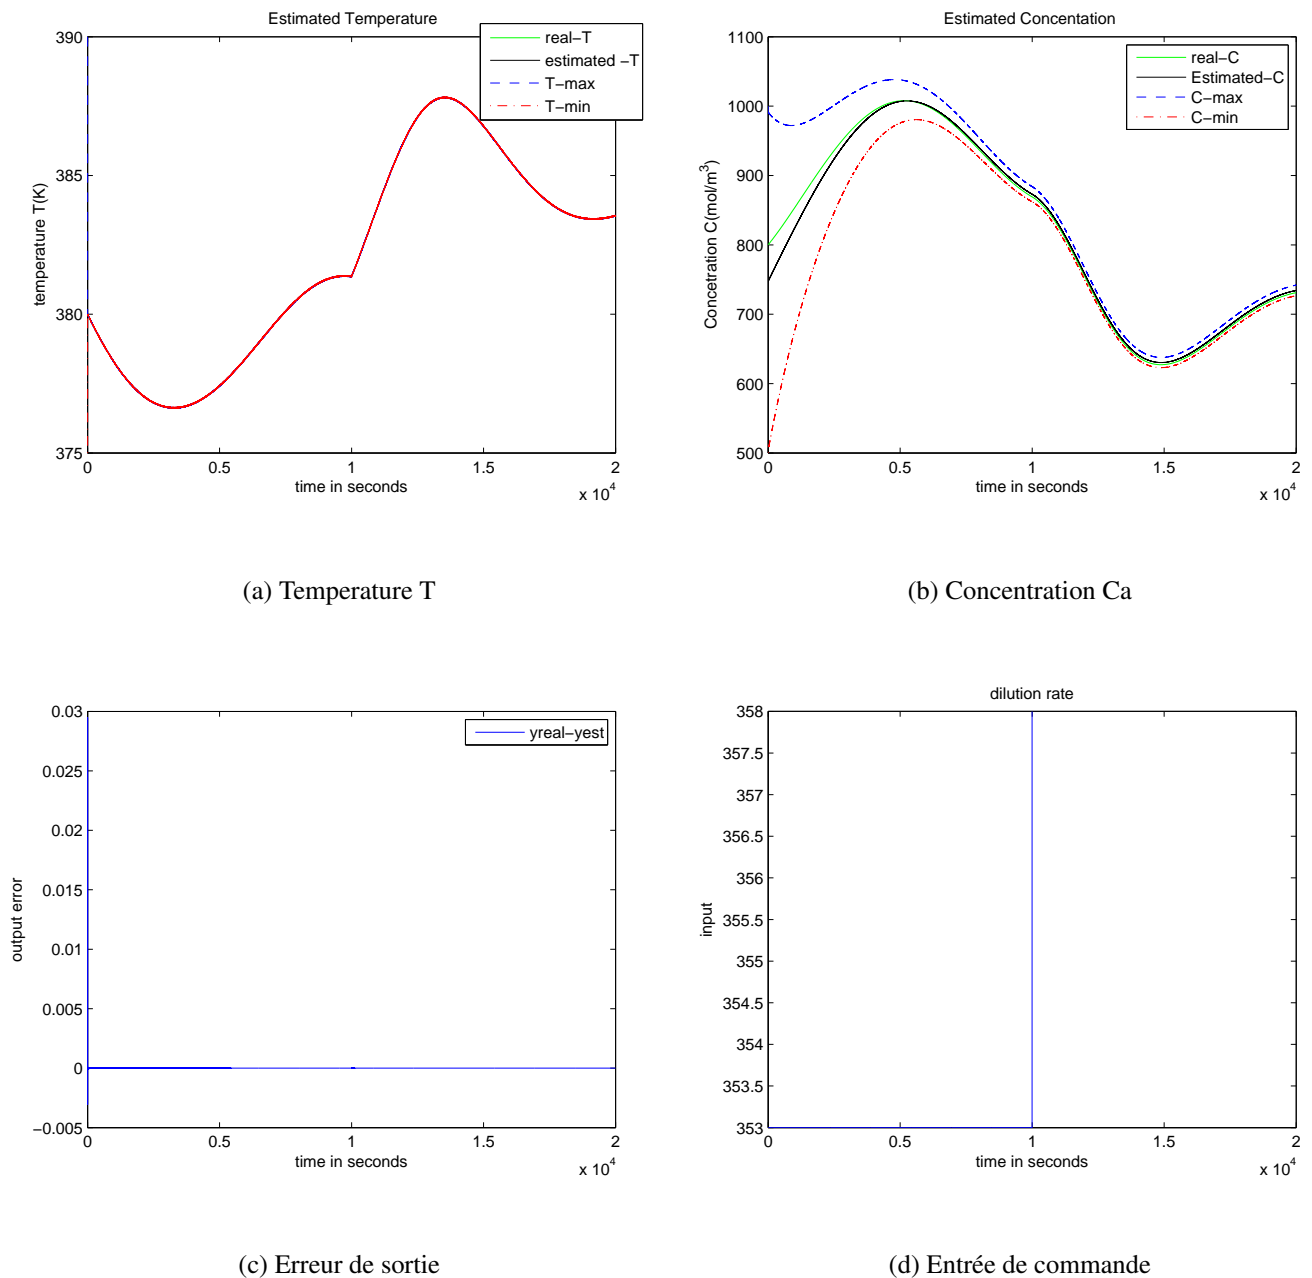 Estimated Temperature
390
385
380
375
temperature T(K)
real−T
estimated −T
T−max
T−min
0
0.5
1
1.5
2
x 10^4
time in seconds
(a) Temperature T
Estimated Concentation
1100
1000
900
800
700
600
500
Concetration C(mol/m^3)
real−C
Estimated−C
C−max
C−min
0
0.5
1
1.5
2
x 10^4
time in seconds
(b) Concentration Ca
0.03
0.025
0.02
0.015
0.01
0.005
0
−0.005
output error
yreal−yest
0
0.5
1
1.5
2
x 10^4
time in seconds
(c) Erreur de sortie
dilution rate
358
357.5
357
356.5
356
355.5
355
354.5
354
353.5
353
input
0
0.5
1
1.5
2
x 10^4
time in seconds
(d) Entrée de commande